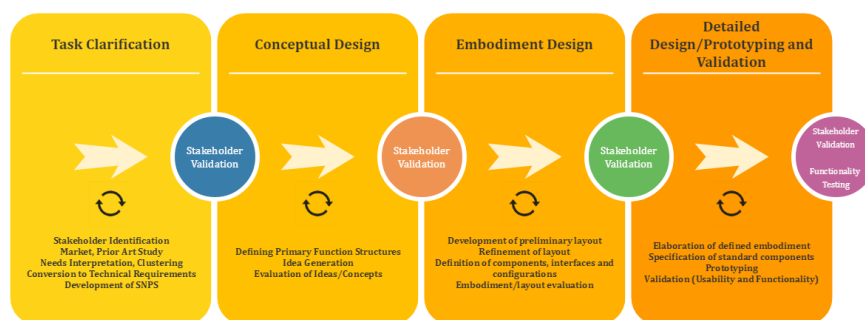 Task Clarification
Stakeholder
Validation
Stakeholder Identification
Market, Prior Art Study
Needs Interpretation, Clustering
Conversion to Technical Requirements
Development of SNPS
Conceptual Design
Stakeholder
Validation
Defining Primary Function Structures
Idea Generation
Evaluation of Ideas/Concepts
Embodiment Design
Stakeholder
Validation
Development of preliminary layout
Refinement of layout
Definition of components, interfaces and
configurations
Embodiment/layout evaluation
Detailed
Design/Prototyping and
Validation
Stakeholder
Validation
Functionality
Testing
Elaboration of defined embodiment
Specification of standard components
Prototyping
Validation (Usability and Functionality)